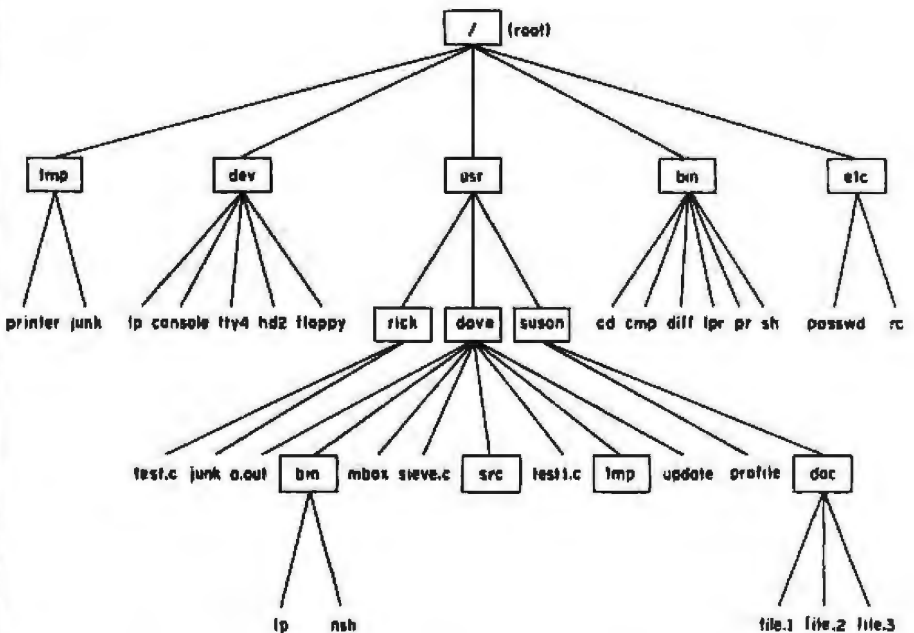 / (root)
tmp dev usr bin etc
printer junk lp console tty4 hd2 floppy rick dave susan cd cmp diff lpr pr sh passwd rc
test.c junk a.out bin mbox sieve.c src test1.c tmp update profile doc
lp nsh file.1 file.2 file.3